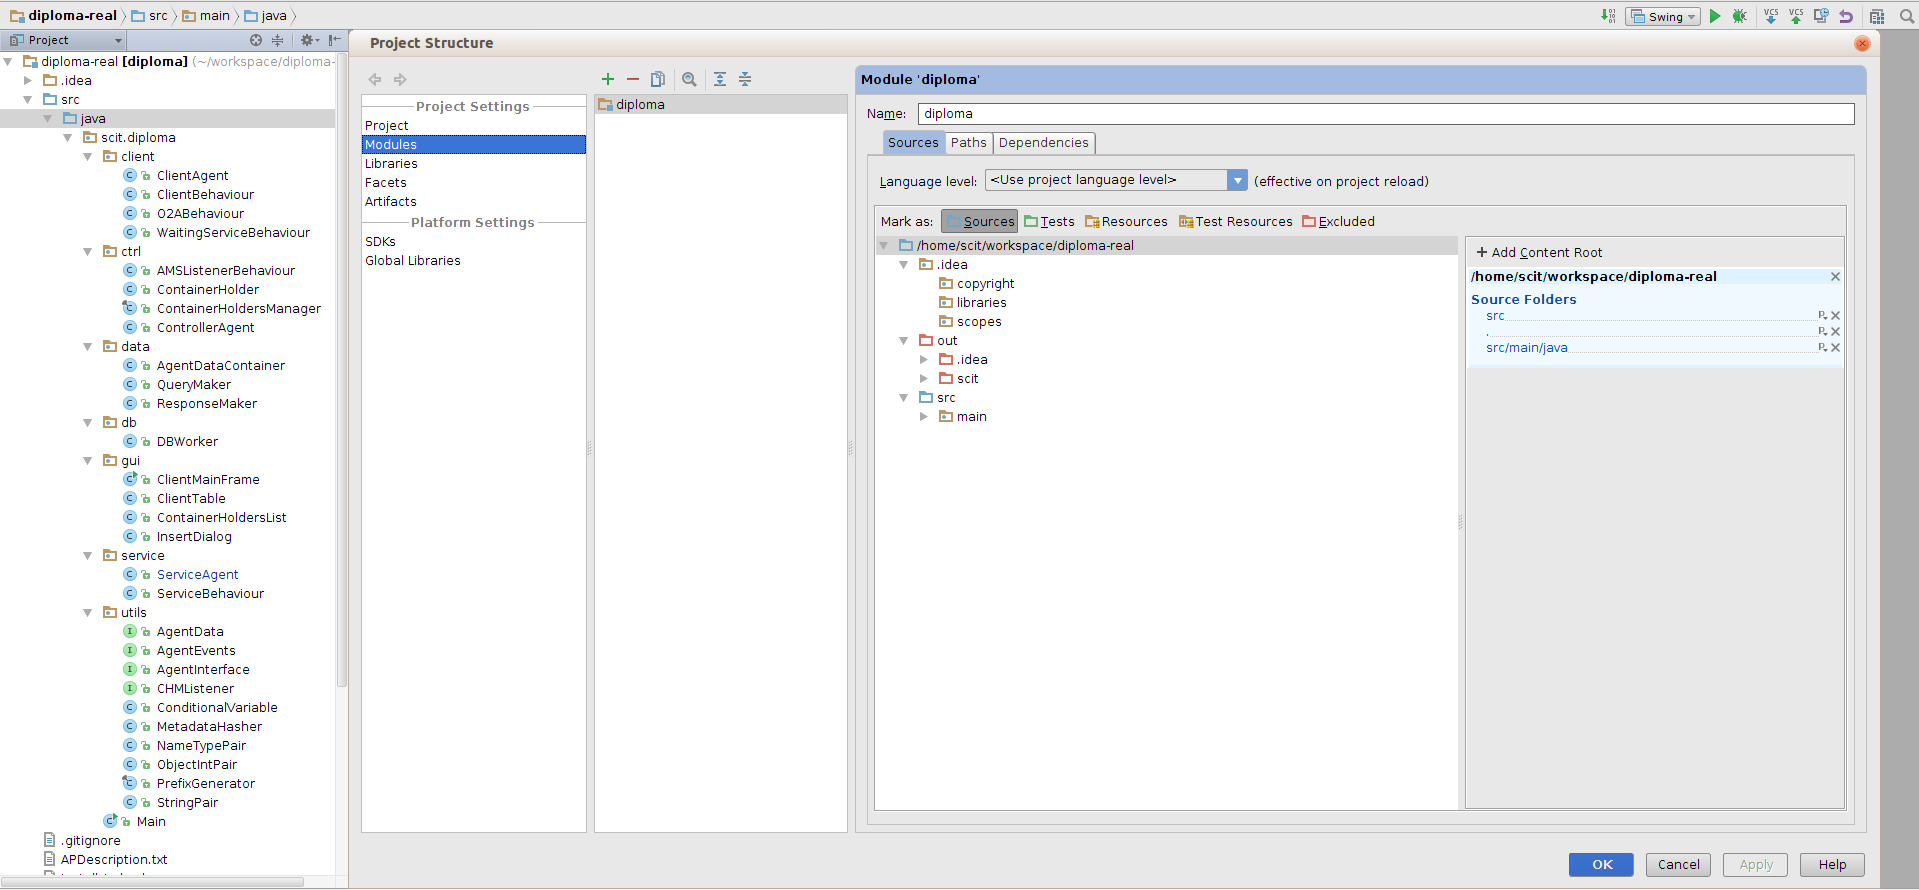 diploma-real src main java
Swing
Project
diploma-real [diploma] (~/workspace/diploma-
.idea
src
java
scit.diploma
client
ClientAgent
ClientBehaviour
O2ABehaviour
WaitingServiceBehaviour
ctrl
AMSListenerBehaviour
ContainerHolder
ContainerHoldersManager
ControllerAgent
data
AgentDataContainer
QueryMaker
ResponseMaker
db
DBWorker
gui
ClientMainFrame
ClientTable
ContainerHoldersList
InsertDialog
service
ServiceAgent
ServiceBehaviour
utils
AgentData
AgentEvents
AgentInterface
CHMListener
ConditionalVariable
MetadataHasher
NameTypePair
ObjectIntPair
PrefixGenerator
StringPair
Main
.gitignore
APDescription.txt
Project Structure
Project Settings
Project
Modules
Libraries
Facets
Artifacts
Platform Settings
SDKs
Global Libraries
diploma
Module 'diploma'
Name: diploma
Sources Paths Dependencies
Language level: <Use project language level> (effective on project reload)
Mark as: Sources Tests Resources Test Resources Excluded
/home/scit/workspace/diploma-real
.idea
copyright
libraries
scopes
out
.idea
scit
src
main
+ Add Content Root
/home/scit/workspace/diploma-real
Source Folders
src
.
src/main/java
OK Cancel Apply Help